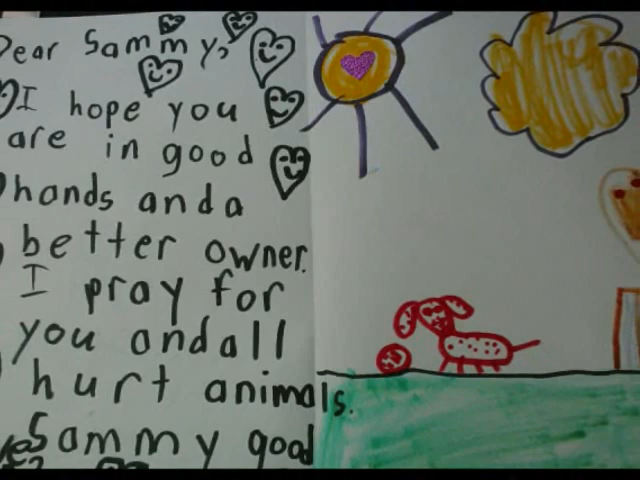 Dear Sammy,
I hope you
are in good
hands and a
better owner.
I pray for
you and all
hurt animals.
Sammy good